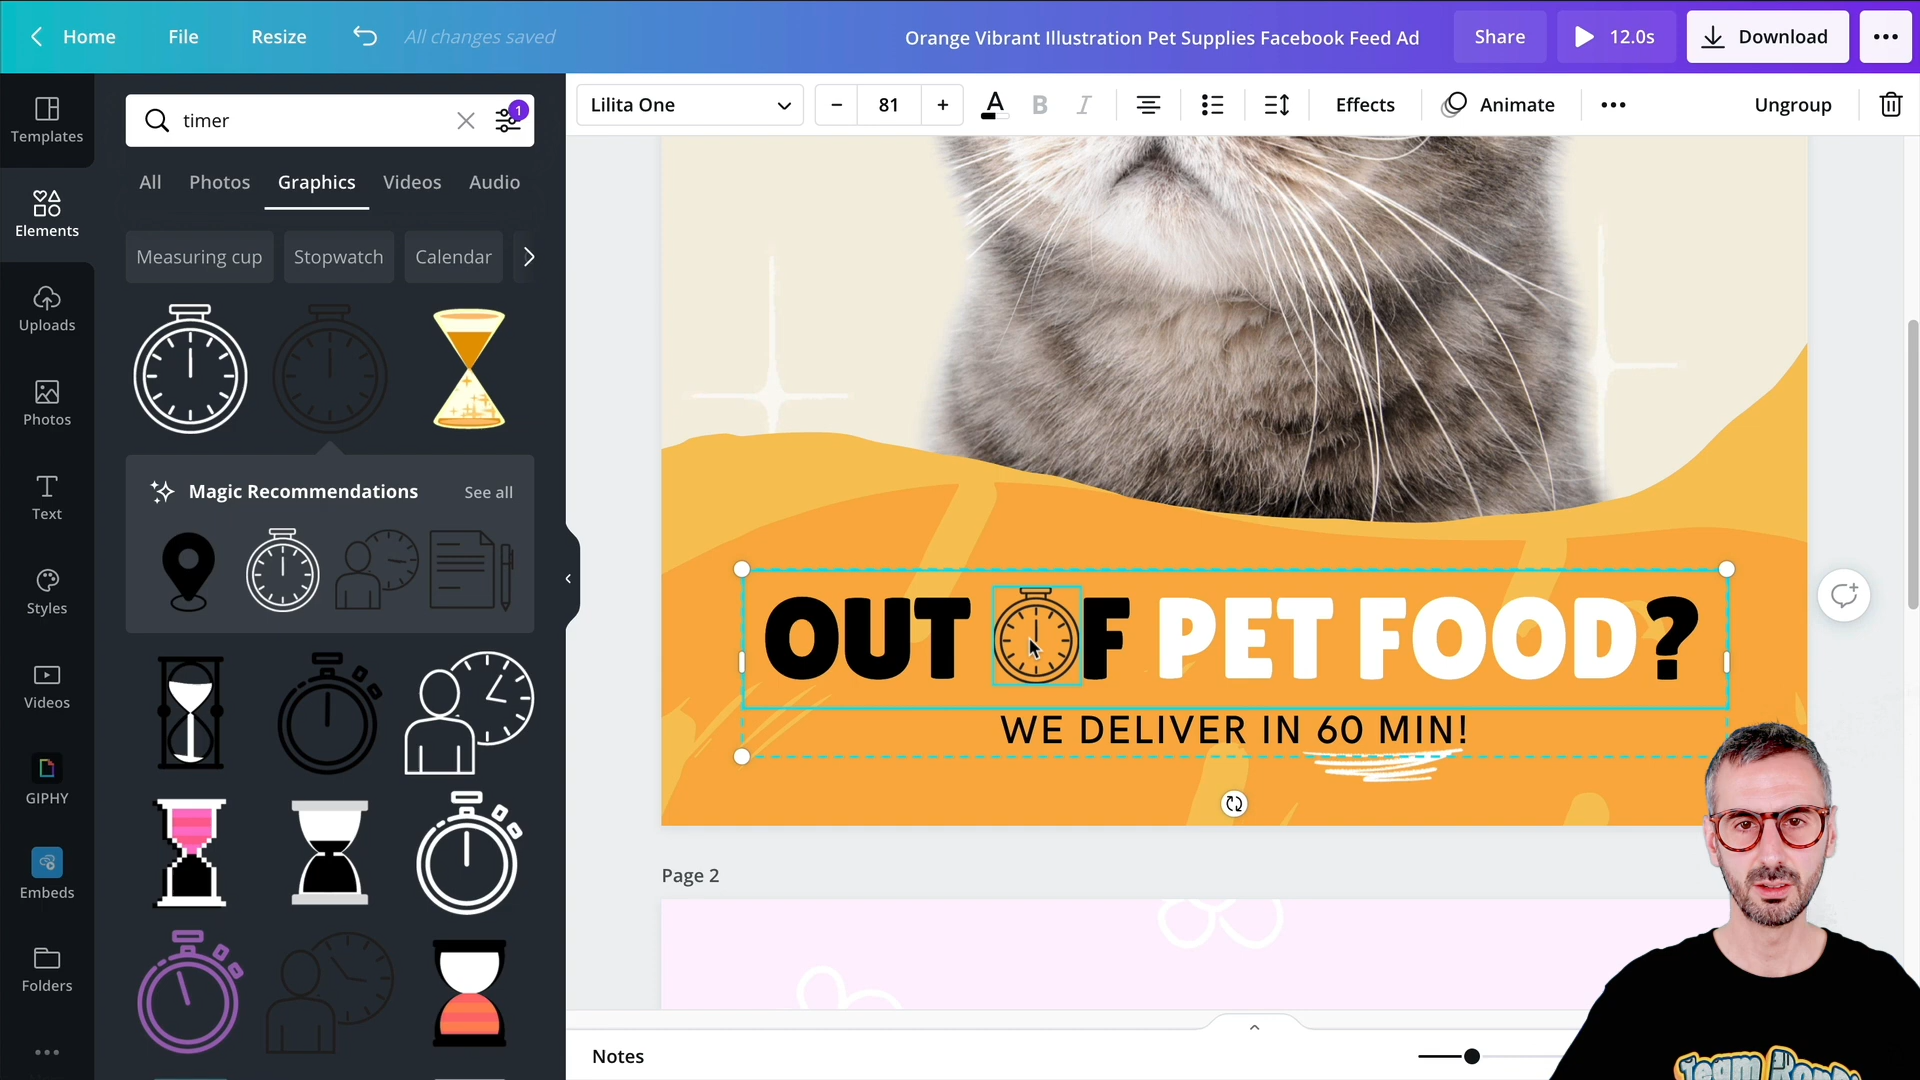 Home File Resize All changes saved Orange Vibrant Illustration Pet Supplies Facebook Feed Ad Share 12.0s Download
Templates
Elements
Uploads
Photos
Text
Styles
Videos
GIPHY
Embeds
Folders
timer
1
All Photos Graphics Videos Audio
Measuring cup Stopwatch Calendar
Magic Recommendations See all
Lilita One 81 A B I Effects Animate Ungroup
OUT F PET FOOD?
WE DELIVER IN 60 MIN!
Page 2
Notes
Team